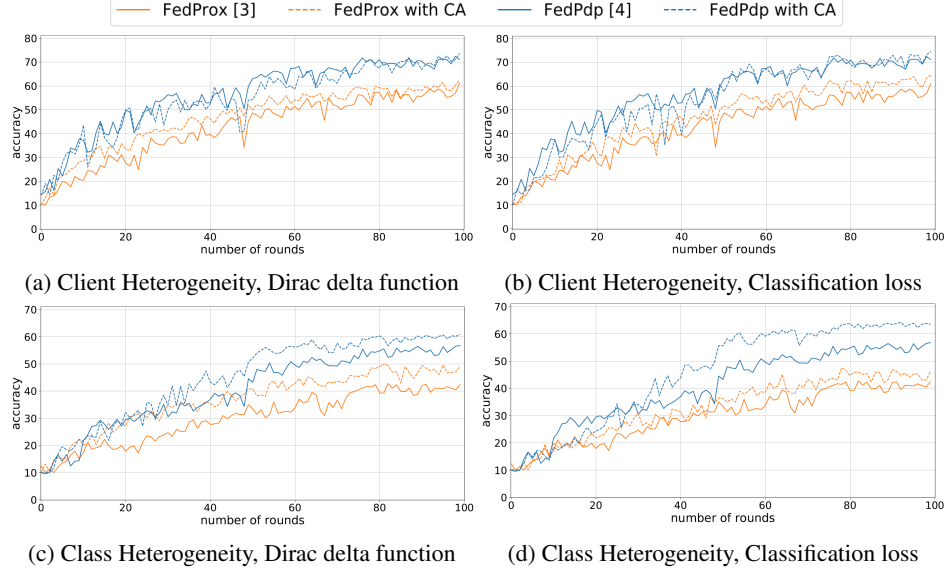 FedProx [3] FedProx with CA FedPdp [4] FedPdp with CA
80
70
60
50
40
30
20
10
0
accuracy
0 20 40 60 80 100
number of rounds
80
70
60
50
40
30
20
10
0
accuracy
0 20 40 60 80 100
number of rounds
(a) Client Heterogeneity, Dirac delta function
(b) Client Heterogeneity, Classification loss
70
60
50
40
30
20
10
0
accuracy
0 20 40 60 80 100
number of rounds
70
60
50
40
30
20
10
0
accuracy
0 20 40 60 80 100
number of rounds
(c) Class Heterogeneity, Dirac delta function
(d) Class Heterogeneity, Classification loss